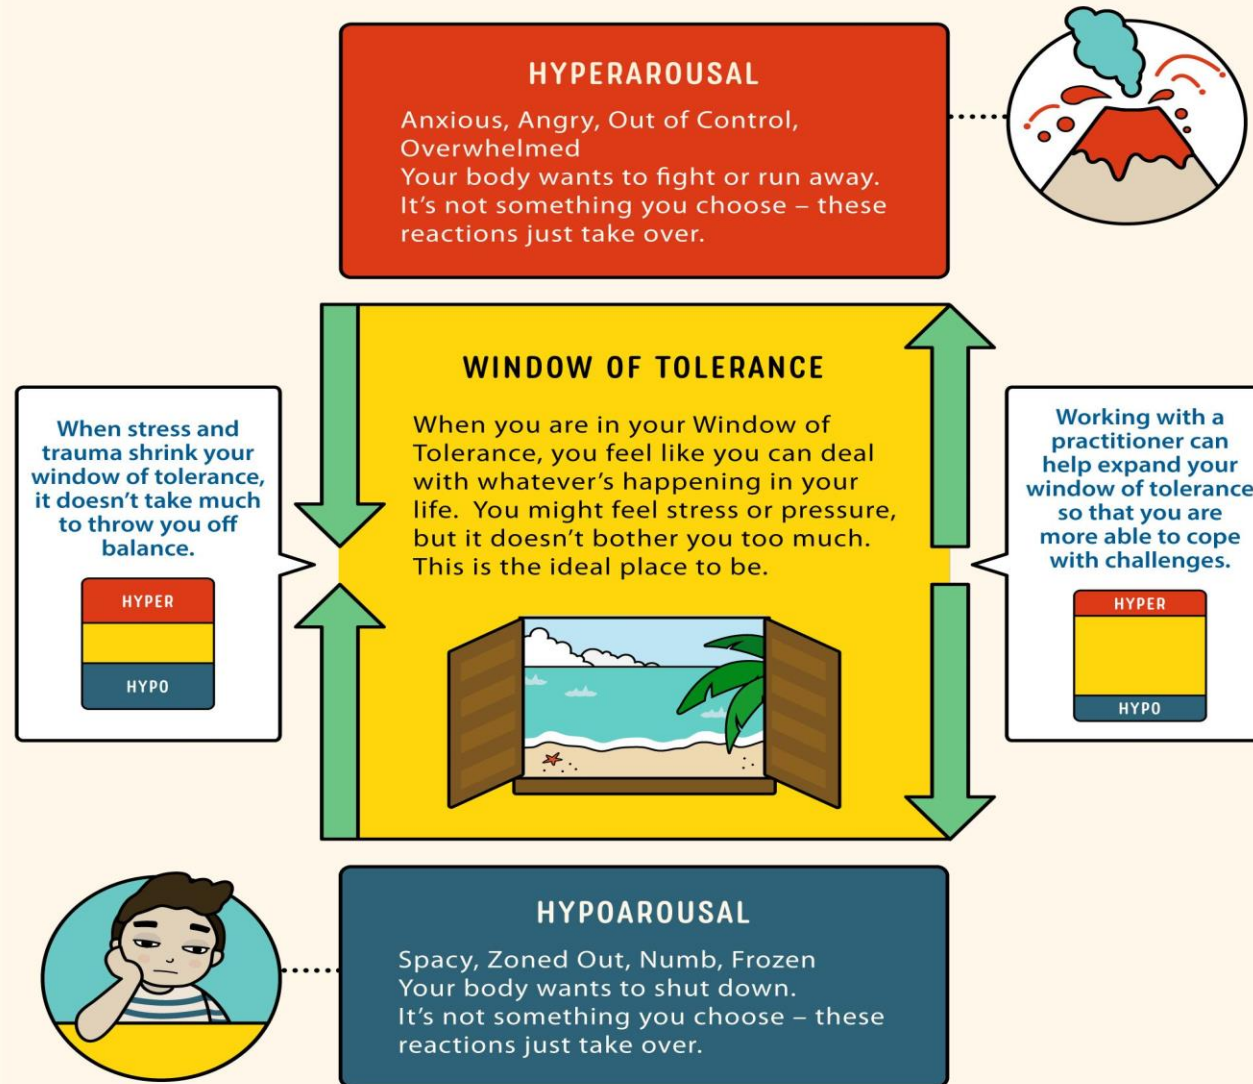 HYPERAROUSAL
Anxious, Angry, Out of Control,
Overwhelmed
Your body wants to fight or run away.
It’s not something you choose – these
reactions just take over.
WINDOW OF TOLERANCE
When you are in your Window of
Tolerance, you feel like you can deal
with whatever’s happening in your
life. You might feel stress or pressure,
but it doesn’t bother you too much.
This is the ideal place to be.
When stress and
trauma shrink your
window of tolerance,
it doesn’t take much
to throw you off
balance.
HYPER
HYPO
Working with a
practitioner can
help expand your
window of tolerance
so that you are
more able to cope
with challenges.
HYPER
HYPO
HYPOAROUSAL
Spacy, Zoned Out, Numb, Frozen
Your body wants to shut down.
It’s not something you choose – these
reactions just take over.